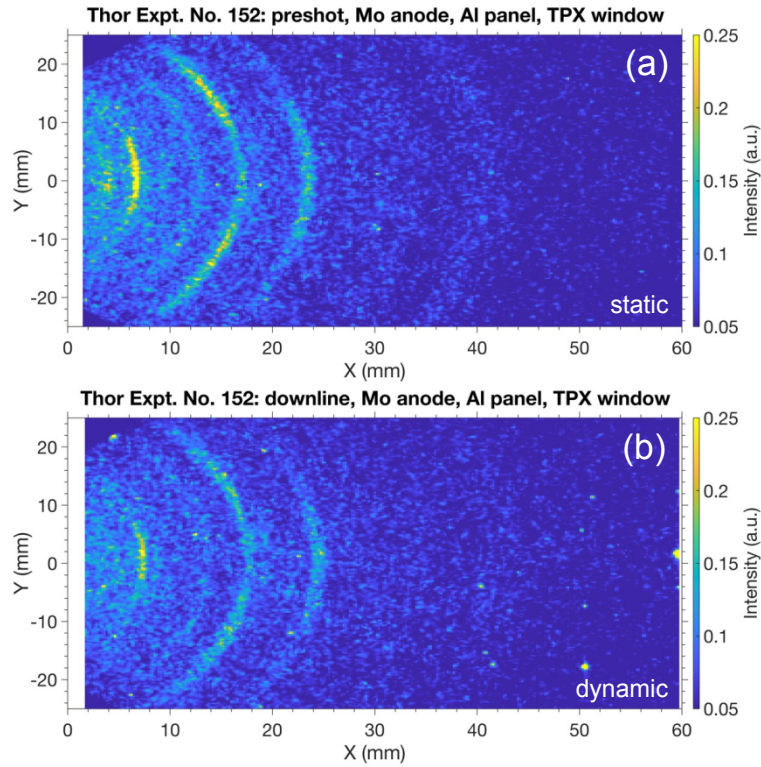 Thor Expt. No. 152: preshot, Mo anode, Al panel, TPX window
(a)
static
20
10
0
-10
-20
Y (mm)
0 10 20 30 40 50 60
X (mm)
0.25
0.2
0.15
0.1
0.05
Intensity (a.u.)
Thor Expt. No. 152: downline, Mo anode, Al panel, TPX window
(b)
dynamic
20
10
0
-10
-20
Y (mm)
0 10 20 30 40 50 60
X (mm)
0.25
0.2
0.15
0.1
0.05
Intensity (a.u.)